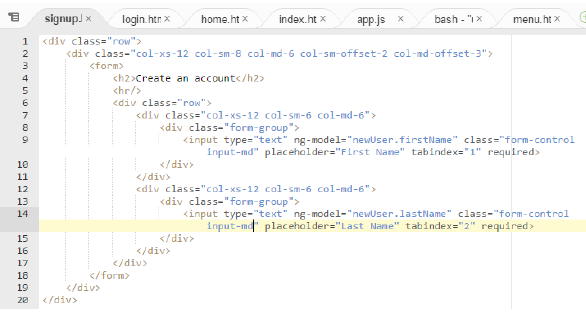 signup.l × login.htn × home.ht × index.ht × app.js × bash - "u × menu.ht ×
1 <div class="row">
2 <div class="col-xs-12 col-sm-8 col-md-6 col-sm-offset-2 col-md-offset-3">
3 <form>
4 <h2>Create an account</h2>
5 <hr/>
6 <div class="row">
7 <div class="col-xs-12 col-sm-6 col-md-6">
8 <div class="form-group">
9 <input type="text" ng-model="newUser.firstName" class="form-control
input-md" placeholder="First Name" tabindex="1" required>
10 </div>
11 </div>
12 <div class="col-xs-12 col-sm-6 col-md-6">
13 <div class="form-group">
14 <input type="text" ng-model="newUser.lastName" class="form-control
input-md" placeholder="Last Name" tabindex="2" required>
15 </div>
16 </div>
17 </div>
18 </form>
19 </div>
20 </div>